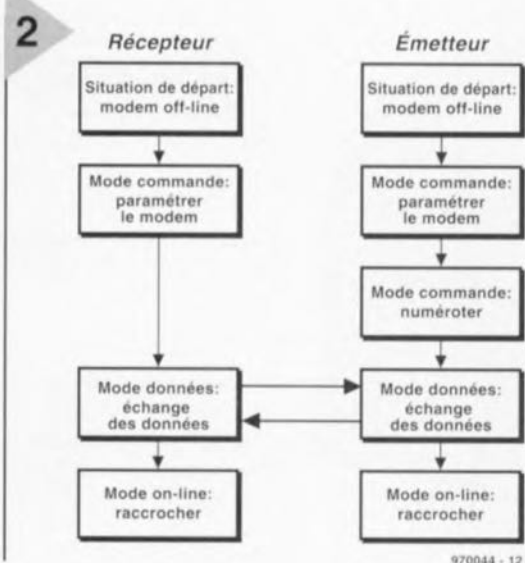 2
Récepteur
Situation de départ:
modem off-line
Mode commande:
paramétrer
le modem
Mode données:
échange
des données
Mode on-line:
raccrocher
Émetteur
Situation de départ:
modem off-line
Mode commande:
paramétrer
le modem
Mode commande:
numéroter
Mode données:
échange
des données
Mode on-line:
raccrocher
970044 - 12